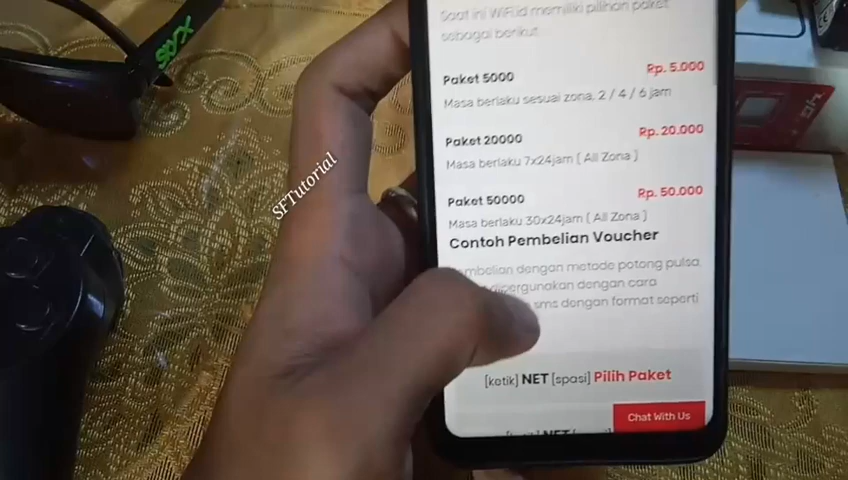 Saat ini WiFi.id memiliki pilihan paket
sebagai berikut.
Paket 5000 Rp. 5.000
Masa berlaku sesuai zona, 2 / 4 / 6 jam
Paket 20000 Rp. 20.000
Masa berlaku 7x24jam ( All Zona )
Paket 50000 Rp. 50.000
Masa berlaku 30x24jam ( All Zona )
Contoh Pembelian Voucher
dengan metode potong pulsa
dipergunakan dengan cara
sms dengan format seperti
[ketik] NET [spasi] Pilih Paket
Chat With Us
SFTutorial